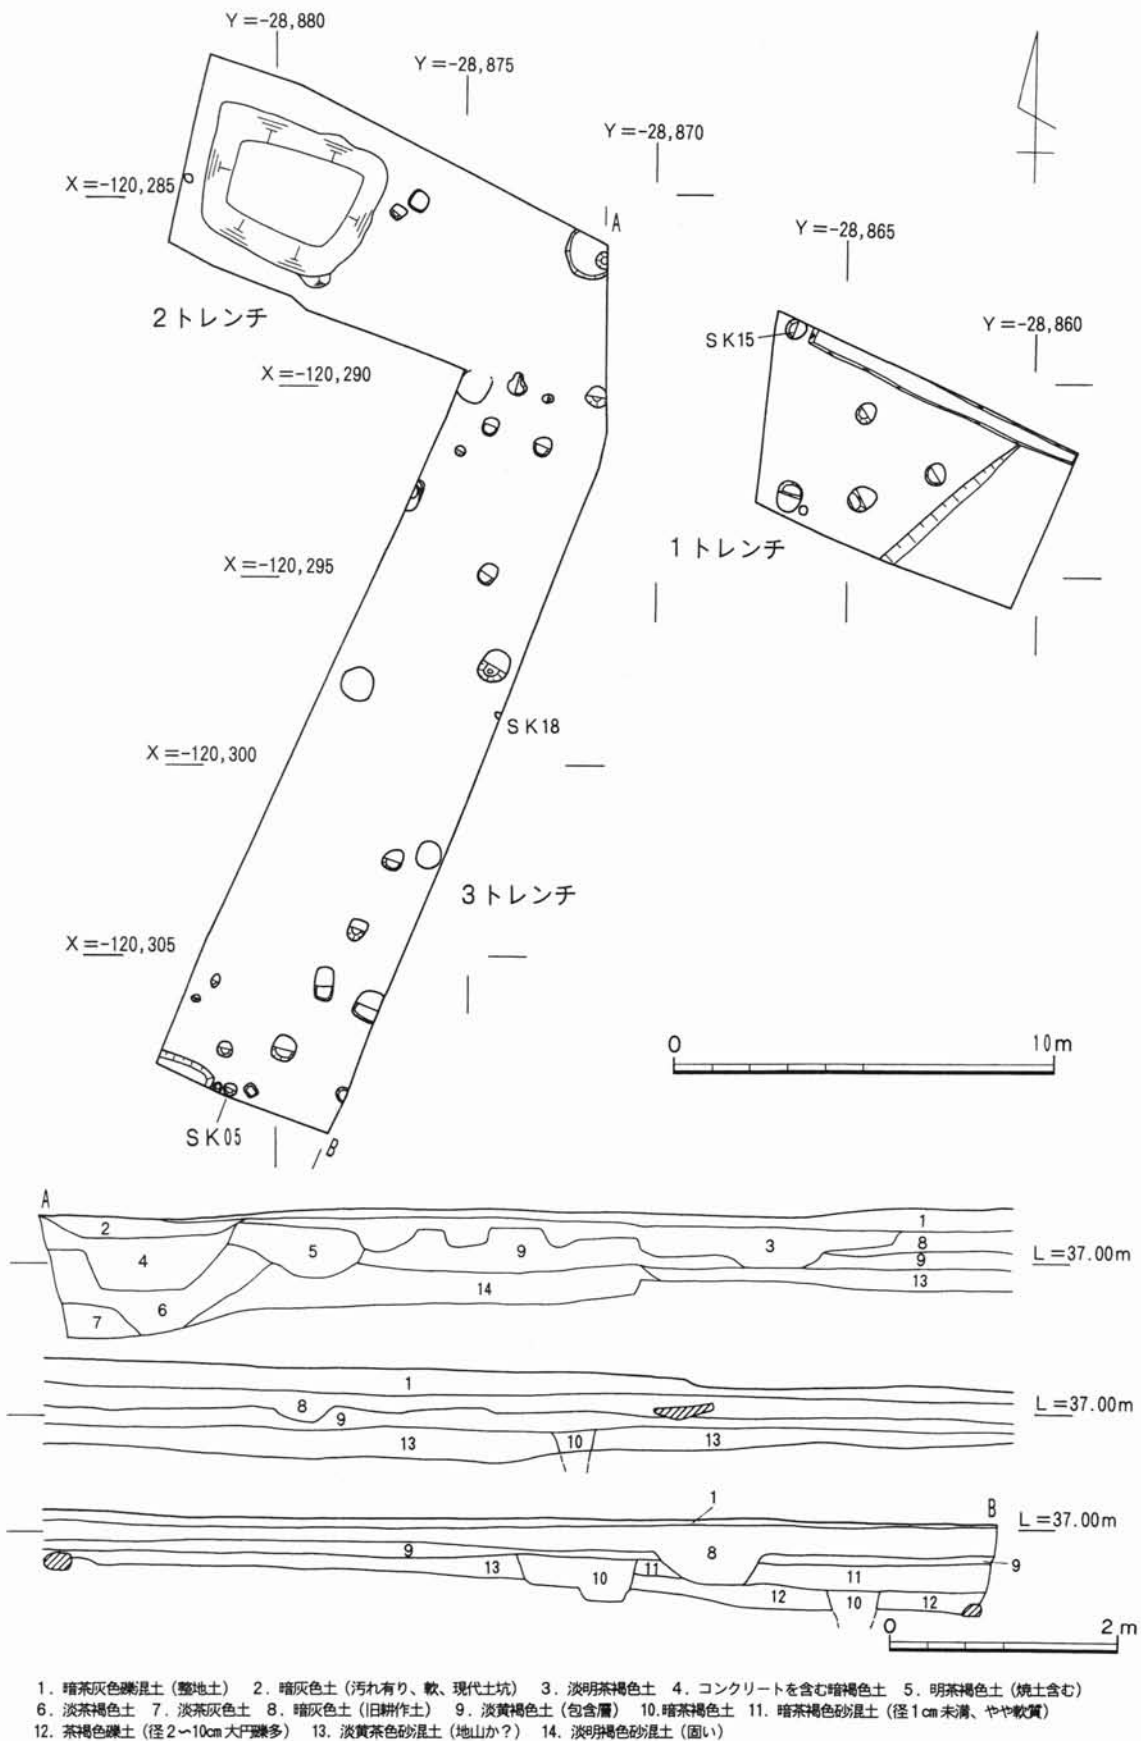 Y=-28,880
Y=-28,875
Y=-28,870
X=-120,285
A
Y=-28,865
2トレンチ
Y=-28,860
SK15
X=-120,290
1トレンチ
X=-120,295
SK18
X=-120,300
3トレンチ
X=-120,305
0 10m
SK05
B
A
2 1
4 5 9 3 8
9 L=37.00m
13
14
6
7
1
8 L=37.00m
9
13 10 13
1 B
L=37.00m
9 8 9
13 10 11 11
12 10 12
0 2m
1. 暗茶灰色礫混土（整地土） 2. 暗灰色土（汚れ有り、軟、現代土坑） 3. 淡明茶褐色土 4. コンクリートを含む暗褐色土 5. 明茶褐色土（焼土含む）
6. 淡茶褐色土 7. 淡茶灰色土 8. 暗灰色土（旧耕作土） 9. 淡黄褐色土（包含層） 10.暗茶褐色土 11. 暗茶褐色砂混土（径1cm未満、やや軟質）
12. 茶褐色礫土（径2〜10cm大円礫多） 13. 淡黄茶色砂混土（地山か？） 14. 淡明褐色砂混土（固い）